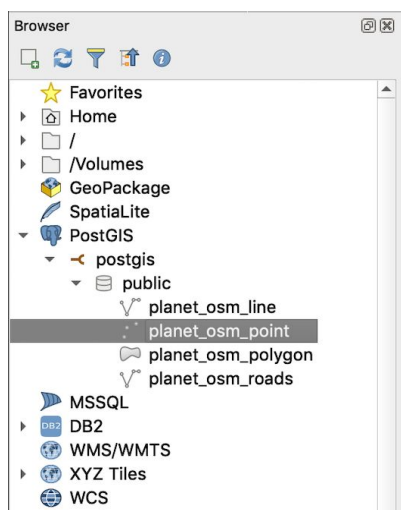 Browser
Favorites
Home
/
/Volumes
GeoPackage
SpatiaLite
PostGIS
postgis
public
planet_osm_line
planet_osm_point
planet_osm_polygon
planet_osm_roads
MSSQL
DB2 DB2
WMS/WMTS
XYZ Tiles
WCS